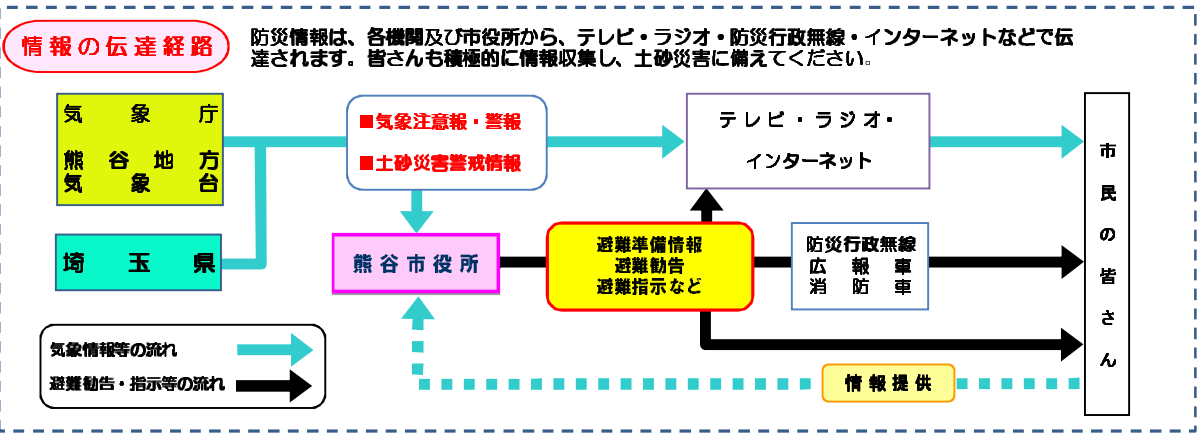 情報の伝達経路
防災情報は、各機関及び市役所から、テレビ・ラジオ・防災行政無線・インターネットなどで伝
達されます。皆さんも積極的に情報収集し、土砂災害に備えてください。
気象庁
熊谷地方
気象台
埼玉県
■気象注意報・警報
■土砂災害警戒情報
テレビ・ラジオ・
インターネット
熊谷市役所
避難準備情報
避難勧告
避難指示など
防災行政無線
広報車
消防車
市民の皆さん
気象情報等の流れ
避難勧告・指示等の流れ
情報提供